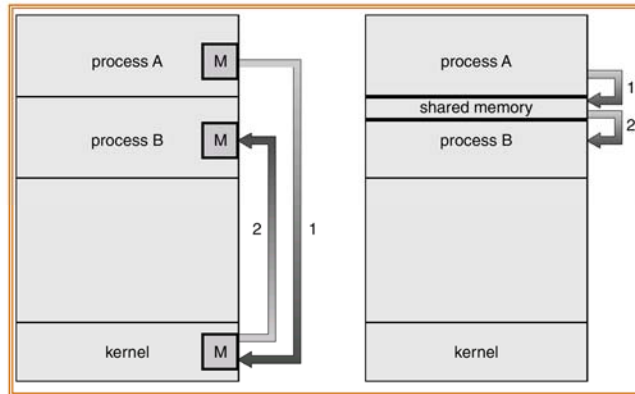 process A
M
process B
M
2
1
kernel
M
process A
1
shared memory
2
process B
kernel